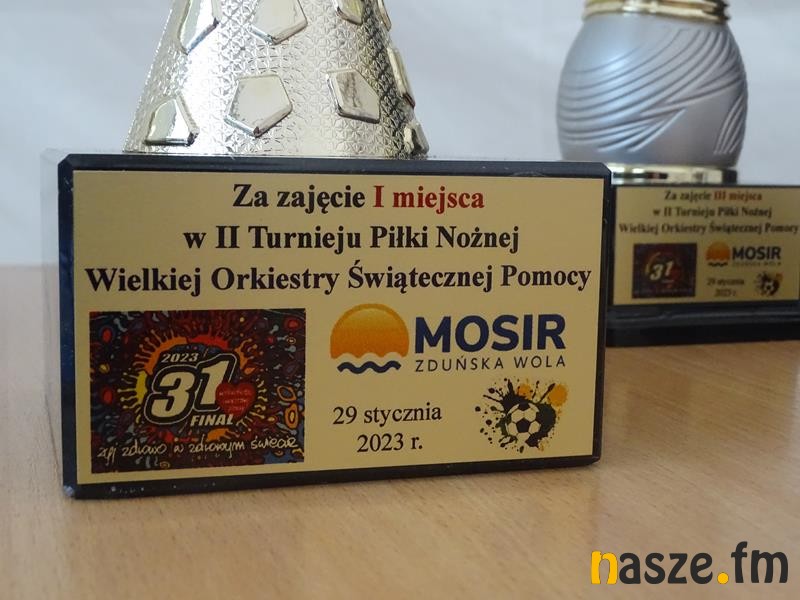 Za zajęcie I miejsca
w II Turnieju Piłki Nożnej
Wielkiej Orkiestry Świątecznej Pomocy
2023
31
FINAŁ
żyj zdrowo w zdrowym świecie
MOSIR
ZDUŃSKA WOLA
29 stycznia
2023 r.
Za zajęcie III miejsca
w II Turnieju Piłki Nożnej
Wielkiej Orkiestry Świątecznej Pomocy
31
MOSIR
ZDUŃSKA WOLA
29 stycznia
2023 r.
nasze.fm